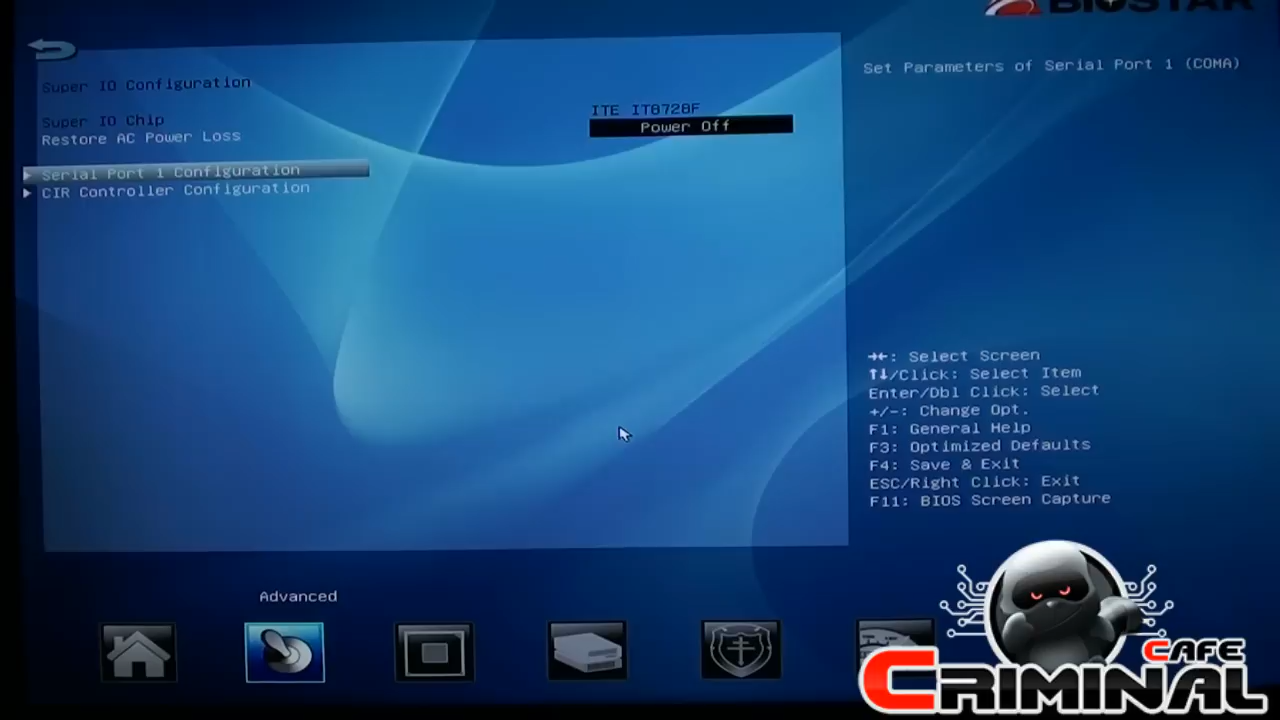 BIOSTAR
Super IO Configuration
Super IO Chip
ITE IT8728F
Restore AC Power Loss
Power Off
Serial Port 1 Configuration
CIR Controller Configuration
Set Parameters of Serial Port 1 (COMA)
→←: Select Screen
↑↓/Click: Select Item
Enter/Dbl Click: Select
+/-: Change Opt.
F1: General Help
F3: Optimized Defaults
F4: Save & Exit
ESC/Right Click: Exit
F11: BIOS Screen Capture
Advanced
CAFE
CRIMINAL